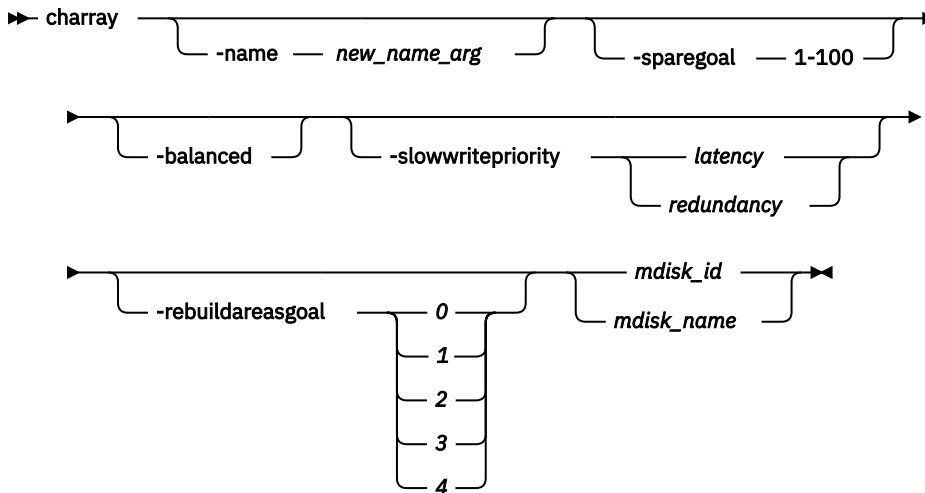 charray
-name new_name_arg -sparegoal 1-100
-balanced -slowwritepriority latency
redundancy
-rebuildareasgoal 0 mdisk_id
mdisk_name
1
2
3
4